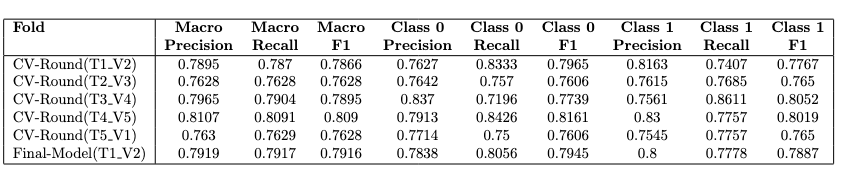 Fold Macro Macro Macro Class 0 Class 0 Class 0 Class 1 Class 1 Class 1
Precision Recall F1 Precision Recall F1 Precision Recall F1
CV-Round(T1_V2) 0.7895 0.787 0.7866 0.7627 0.8333 0.7965 0.8163 0.7407 0.7767
CV-Round(T2_V3) 0.7628 0.7628 0.7628 0.7642 0.757 0.7606 0.7615 0.7685 0.765
CV-Round(T3_V4) 0.7965 0.7904 0.7895 0.837 0.7196 0.7739 0.7561 0.8611 0.8052
CV-Round(T4_V5) 0.8107 0.8091 0.809 0.7913 0.8426 0.8161 0.83 0.7757 0.8019
CV-Round(T5_V1) 0.763 0.7629 0.7628 0.7714 0.75 0.7606 0.7545 0.7757 0.765
Final-Model(T1_V2) 0.7919 0.7917 0.7916 0.7838 0.8056 0.7945 0.8 0.7778 0.7887